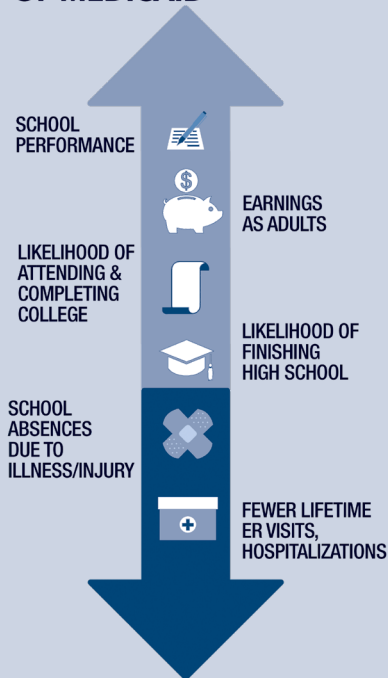 OF MEDICAID
SCHOOL
PERFORMANCE
$
EARNINGS
AS ADULTS
LIKELIHOOD OF
ATTENDING &
COMPLETING
COLLEGE
LIKELIHOOD OF
FINISHING
HIGH SCHOOL
SCHOOL
ABSENCES
DUE TO
ILLNESS/INJURY
FEWER LIFETIME
ER VISITS,
HOSPITALIZATIONS